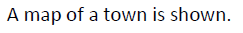 A map of a town is shown.